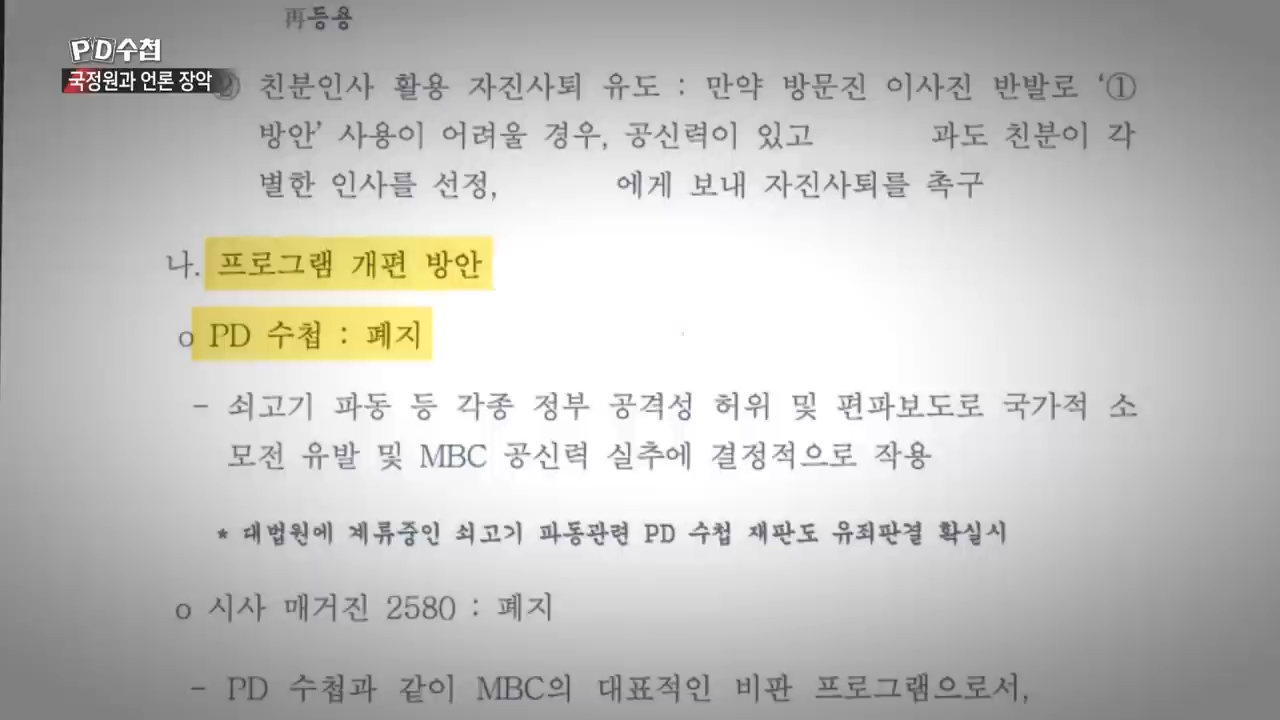 PD수첩
국정원과 언론 장악
再등용
② 친분인사 활용 자진사퇴 유도 : 만약 방문진 이사진 반발로 ‘①
방안’ 사용이 어려울 경우, 공신력이 있고 과도 친분이 각
별한 인사를 선정, 에게 보내 자진사퇴를 촉구
나. 프로그램 개편 방안
o PD 수첩 : 폐지
- 쇠고기 파동 등 각종 정부 공격성 허위 및 편파보도로 국가적 소
모전 유발 및 MBC 공신력 실추에 결정적으로 작용
* 대법원에 계류중인 쇠고기 파동관련 PD 수첩 재판도 유죄판결 확실시
o 시사 매거진 2580 : 폐지
- PD 수첩과 같이 MBC의 대표적인 비판 프로그램으로서,